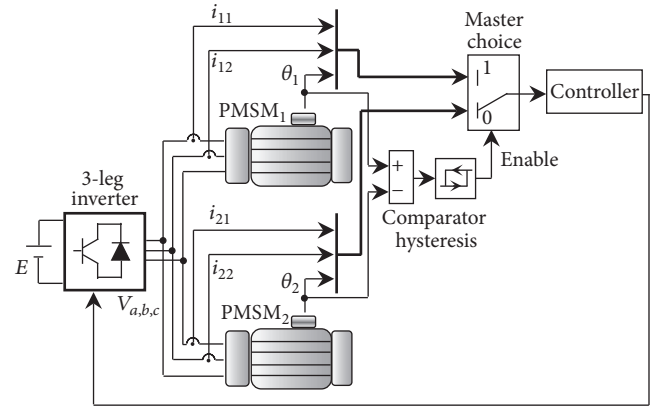 i₁₁
i₁₂
θ₁
PMSM₁
Master
choice
1
0
Controller
Enable
+
−
Comparator
hysteresis
3-leg
inverter
E
V_{a,b,c}
i₂₁
i₂₂
θ₂
PMSM₂